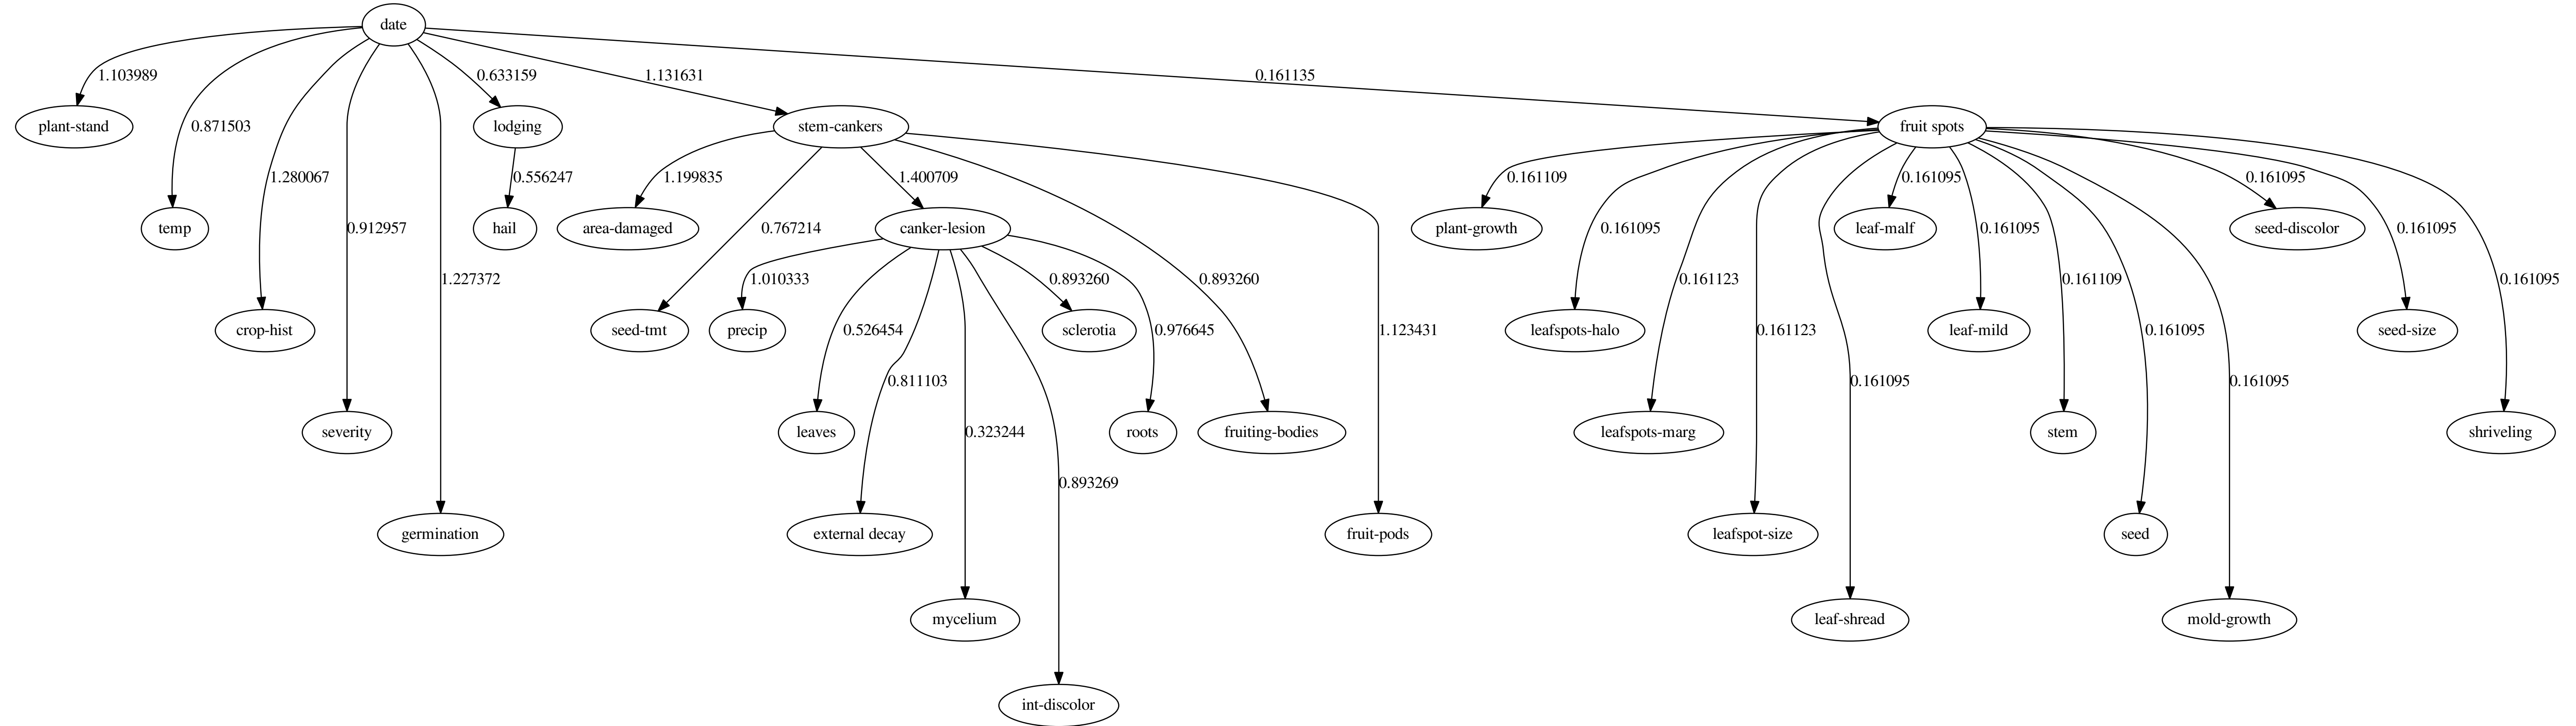 date
1.103989
0.633159
1.131631
0.161135
plant-stand
0.871503
lodging
stem-cankers
fruit spots
1.280067
0.556247
1.199835
1.400709
0.161109
0.161095
0.161095
temp
0.912957
hail
area-damaged
0.767214
canker-lesion
plant-growth
0.161095
leaf-malf
0.161095
seed-discolor
0.161095
1.227372
1.010333
0.893260
0.893260
0.161123
0.161109
0.161095
crop-hist
seed-tmt
precip
0.526454
sclerotia
0.976645
1.123431
leafspots-halo
0.161123
leaf-mild
0.161095
seed-size
0.811103
0.161095
0.161095
severity
leaves
0.323244
roots
fruiting-bodies
leafspots-marg
stem
shriveling
0.893269
germination
external decay
fruit-pods
leafspot-size
seed
mycelium
leaf-shread
mold-growth
int-discolor